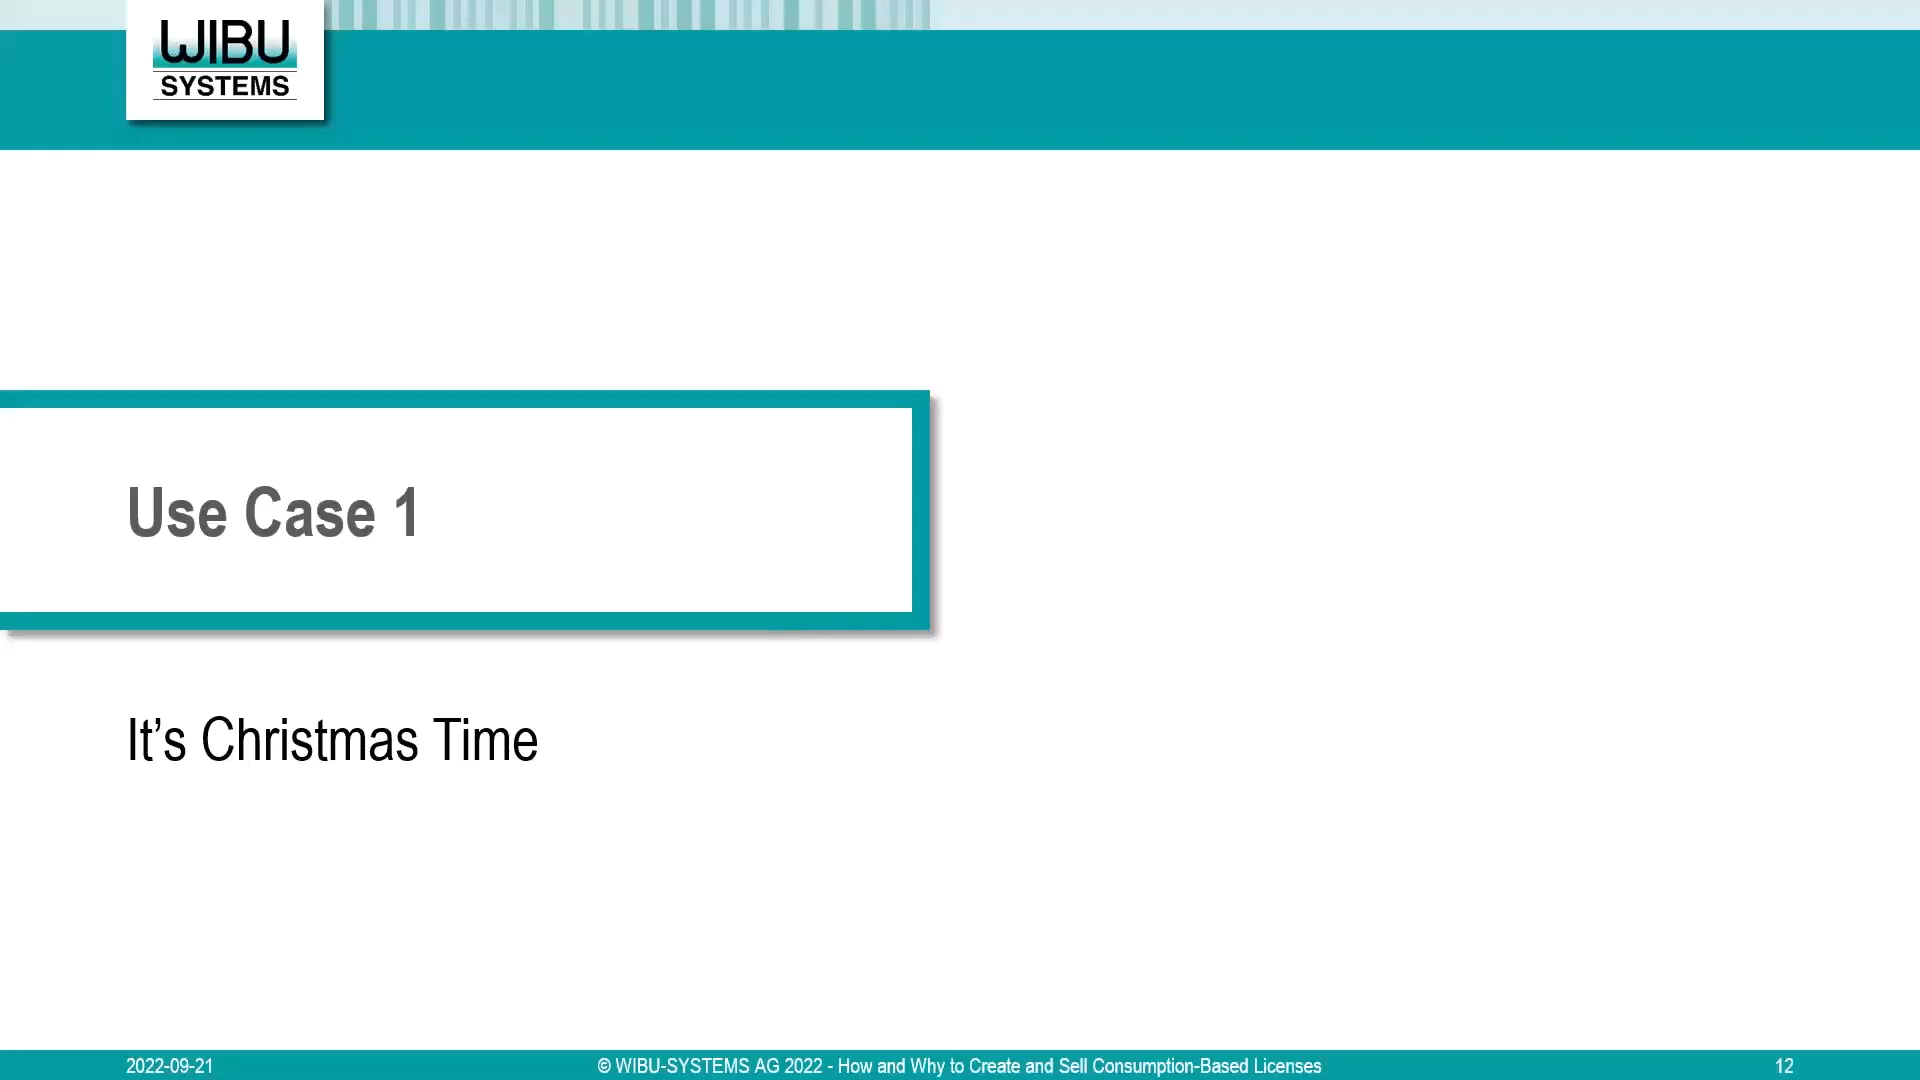 WIBU
SYSTEMS
Use Case 1
It’s Christmas Time
2022-09-21
© WIBU-SYSTEMS AG 2022 - How and Why to Create and Sell Consumption-Based Licenses
12